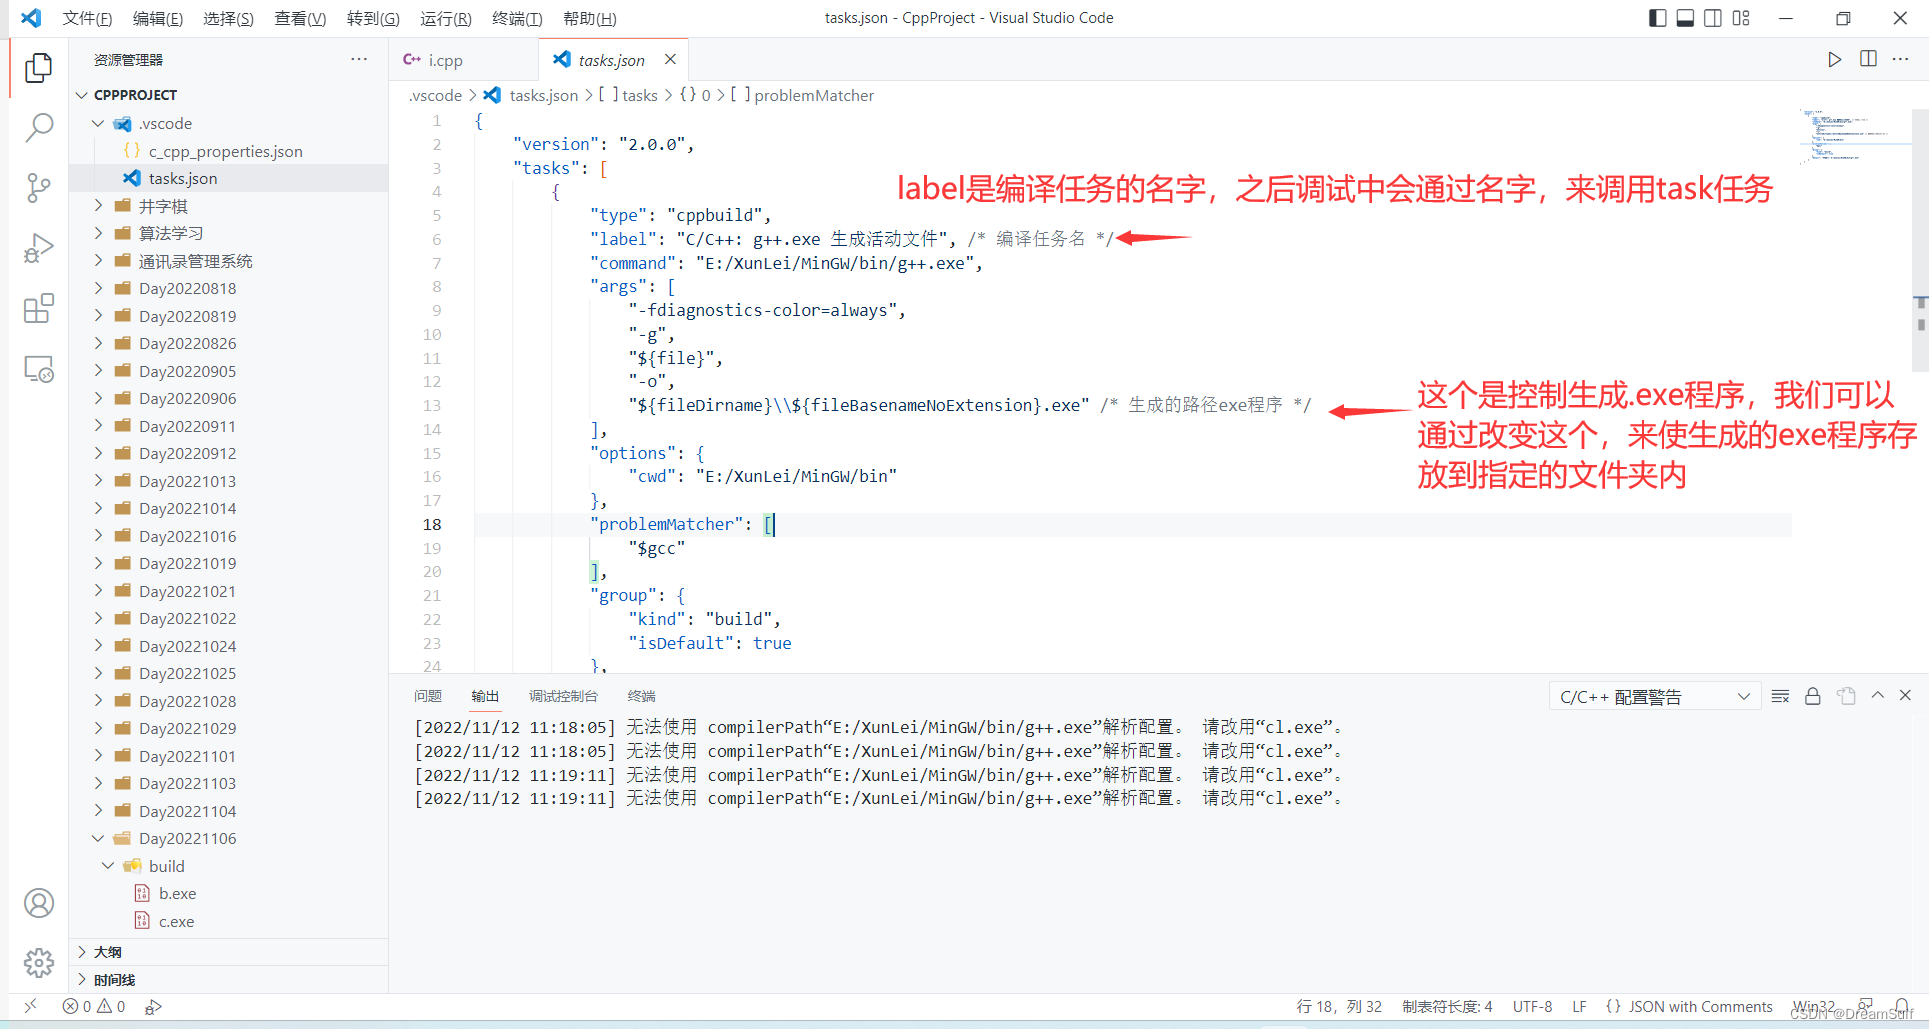 文件(F) 编辑(E) 选择(S) 查看(V) 转到(G) 运行(R) 终端(T) 帮助(H) tasks.json - CppProject - Visual Studio Code
资源管理器 ···
CPPPROJECT
.vscode
c_cpp_properties.json
tasks.json
井字棋
算法学习
通讯录管理系统
Day20220818
Day20220819
Day20220826
Day20220905
Day20220906
Day20220911
Day20220912
Day20221013
Day20221014
Day20221016
Day20221019
Day20221021
Day20221022
Day20221024
Day20221025
Day20221028
Day20221029
Day20221101
Day20221103
Day20221104
Day20221106
build
b.exe
c.exe
大纲
时间线
i.cpp tasks.json
.vscode > tasks.json > [ ] tasks > {} 0 > [ ] problemMatcher
1 {
2 "version": "2.0.0",
3 "tasks": [
4 {
5 "type": "cppbuild",
6 "label": "C/C++: g++.exe 生成活动文件", /* 编译任务名 */
7 "command": "E:/XunLei/MinGW/bin/g++.exe",
8 "args": [
9 "-fdiagnostics-color=always",
10 "-g",
11 "${file}",
12 "-o",
13 "${fileDirname}\\${fileBasenameNoExtension}.exe" /* 生成的路径exe程序 */
14 ],
15 "options": {
16 "cwd": "E:/XunLei/MinGW/bin"
17 },
18 "problemMatcher": [
19 "$gcc"
20 ],
21 "group": {
22 "kind": "build",
23 "isDefault": true
24 },
label是编译任务的名字，之后调试中会通过名字，来调用task任务
这个是控制生成.exe程序，我们可以
通过改变这个，来使生成的exe程序存
放到指定的文件夹内
问题 输出 调试控制台 终端 C/C++ 配置警告
[2022/11/12 11:18:05] 无法使用 compilerPath“E:/XunLei/MinGW/bin/g++.exe”解析配置。 请改用“cl.exe”。
[2022/11/12 11:18:05] 无法使用 compilerPath“E:/XunLei/MinGW/bin/g++.exe”解析配置。 请改用“cl.exe”。
[2022/11/12 11:19:11] 无法使用 compilerPath“E:/XunLei/MinGW/bin/g++.exe”解析配置。 请改用“cl.exe”。
[2022/11/12 11:19:11] 无法使用 compilerPath“E:/XunLei/MinGW/bin/g++.exe”解析配置。 请改用“cl.exe”。
0 0 行 18，列 32 制表符长度: 4 UTF-8 LF {} JSON with Comments Win32
CSDN @DreamSuff